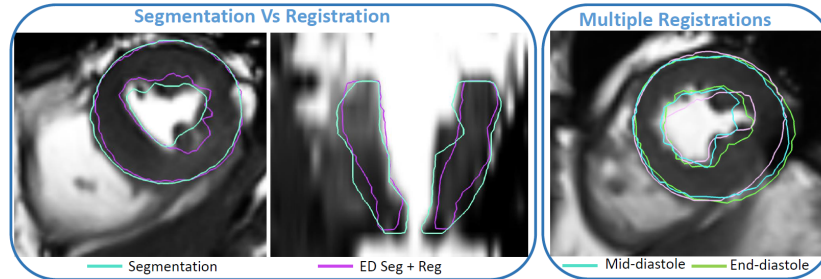 Segmentation Vs Registration
Segmentation
ED Seg + Reg
Multiple Registrations
Mid-diastole
End-diastole